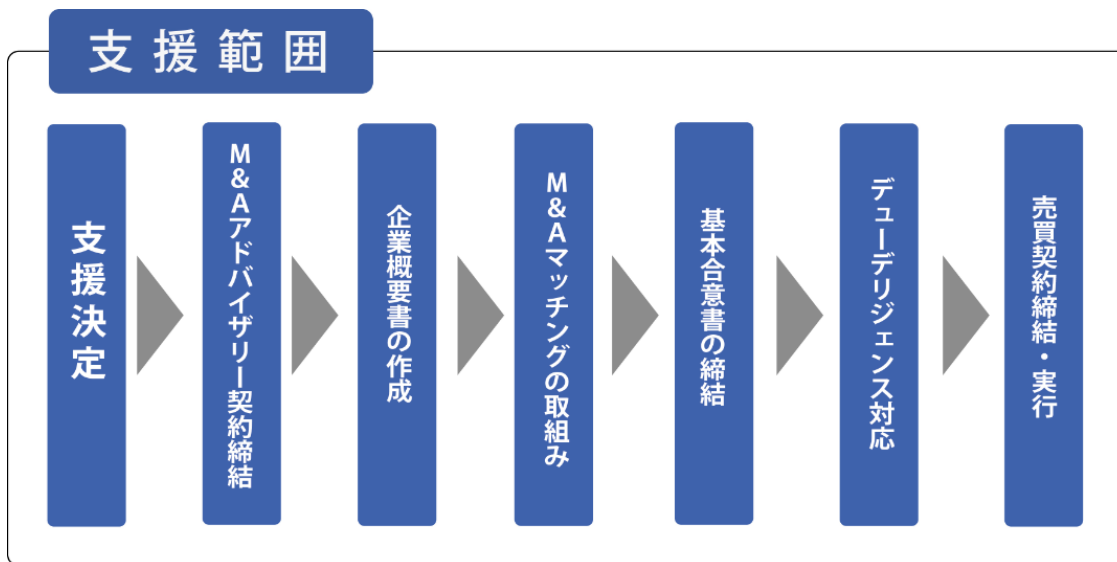 支援範囲
支援決定
M&Aアドバイザリー契約締結
企業概要書の作成
M&Aマッチングの取組み
基本合意書の締結
デューデリジェンス対応
売買契約締結・実行